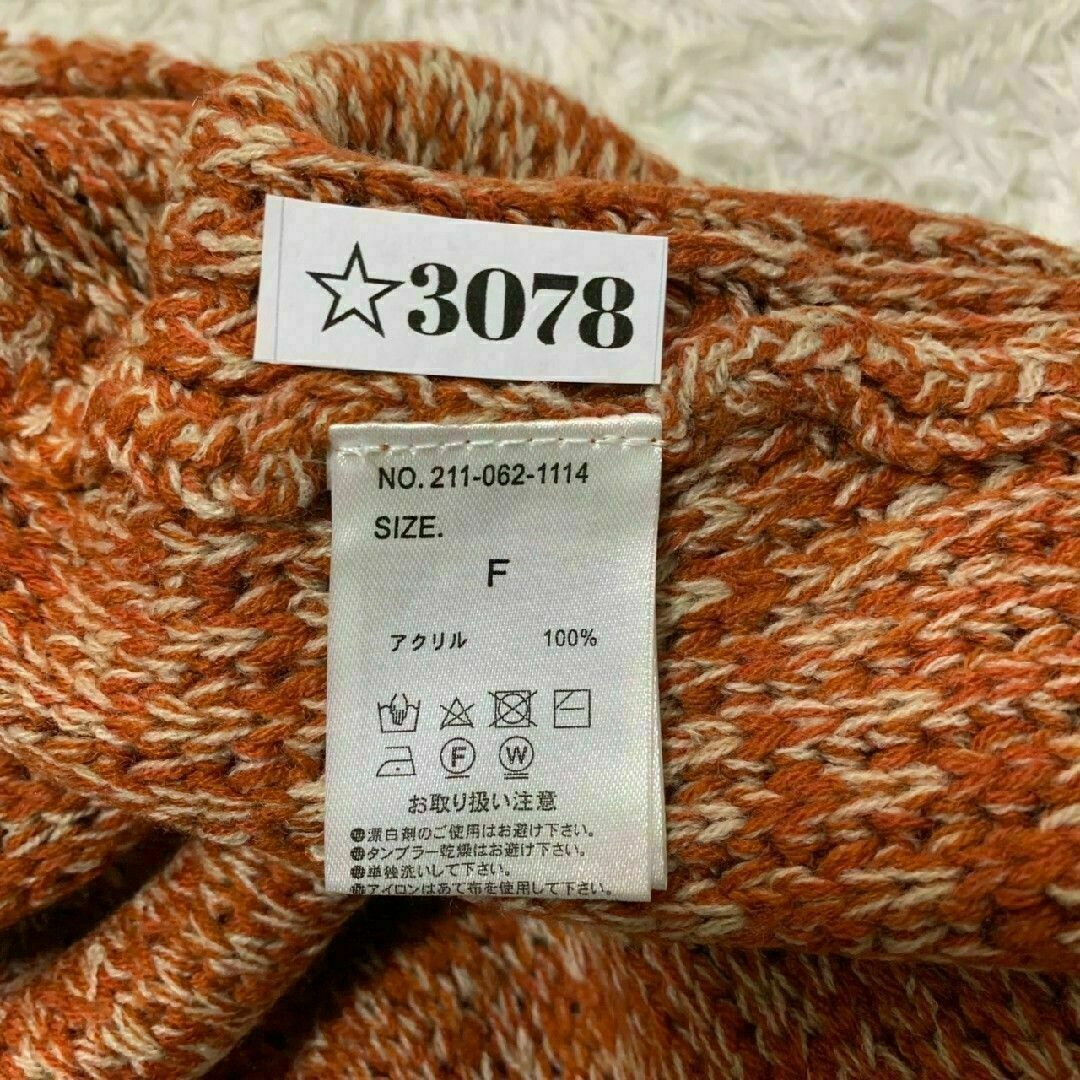 ☆3078
NO. 211-062-1114
SIZE.
F
アクリル 100%
F W
お取り扱い注意
●漂白剤のご使用はお避け下さい。
●タンブラー乾燥はお避け下さい。
●単独洗いして下さい。
●アイロンはあて布を使用して下さい。